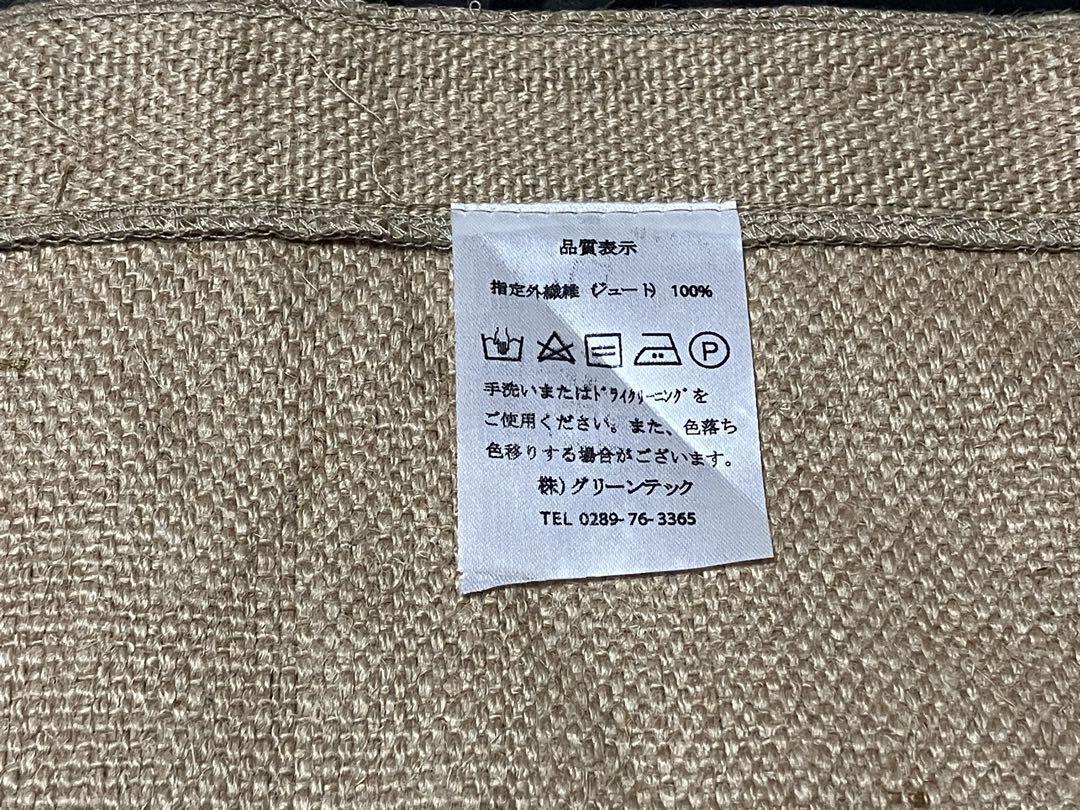 品質表示
指定外繊維 (ジュート) 100%
P
手洗いまたはﾄﾞﾗｲｸﾘｰﾆﾝｸﾞを
ご使用ください。また、色落ち
色移りする場合がございます。
株)グリーンテック
TEL 0289-76-3365